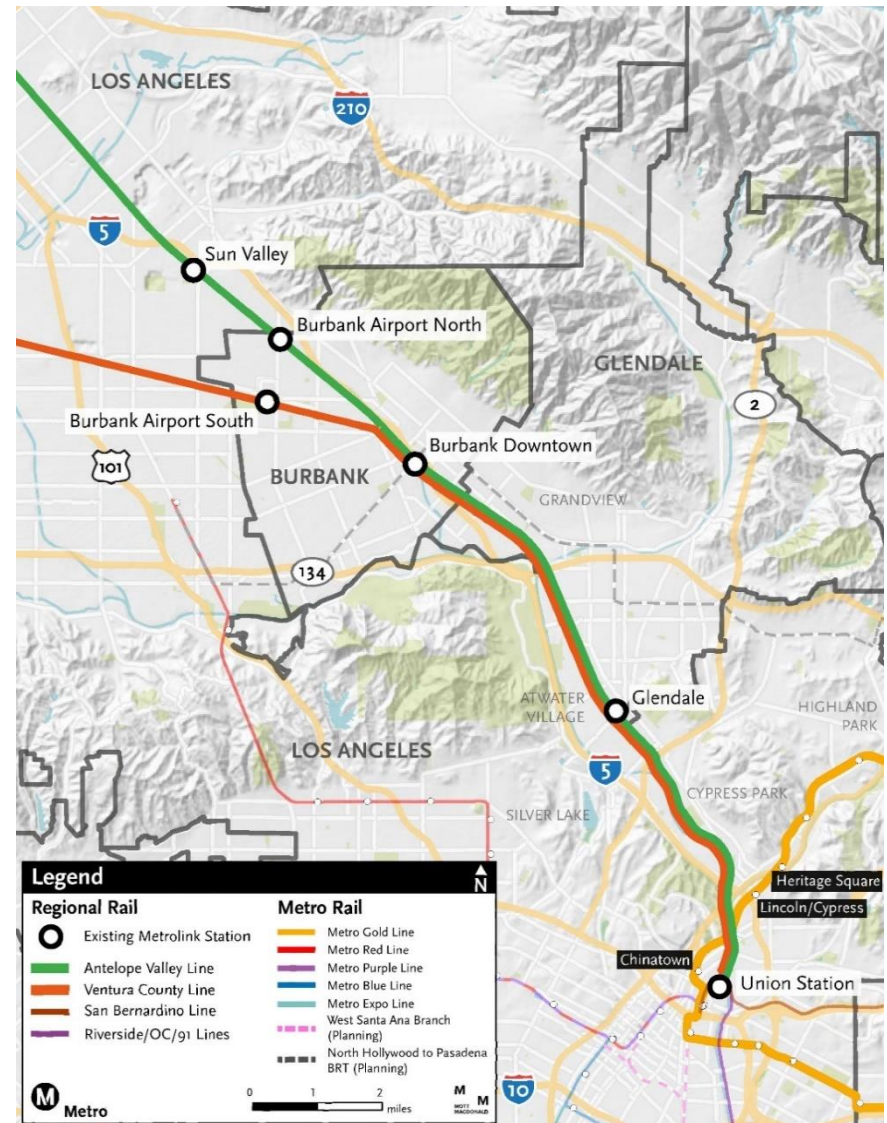 LOS ANGELES
210
5
Sun Valley
Burbank Airport North
GLENDALE
2
Burbank Airport South
101
Burbank Downtown
BURBANK
GRANDVIEW
134
ATWATER
VILLAGE
Glendale
HIGHLAND
PARK
LOS ANGELES
5
CYPRESS PARK
SILVER LAKE
Heritage Square
Lincoln/Cypress
Chinatown
Union Station
10
Legend
N
Regional Rail
Existing Metrolink Station
Antelope Valley Line
Ventura County Line
San Bernardino Line
Riverside/OC/91 Lines
Metro Rail
Metro Gold Line
Metro Red Line
Metro Purple Line
Metro Blue Line
Metro Expo Line
West Santa Ana Branch
(Planning)
North Hollywood to Pasadena
BRT (Planning)
M Metro
0 1 2
miles
M
M
MOTT
MACDONALD